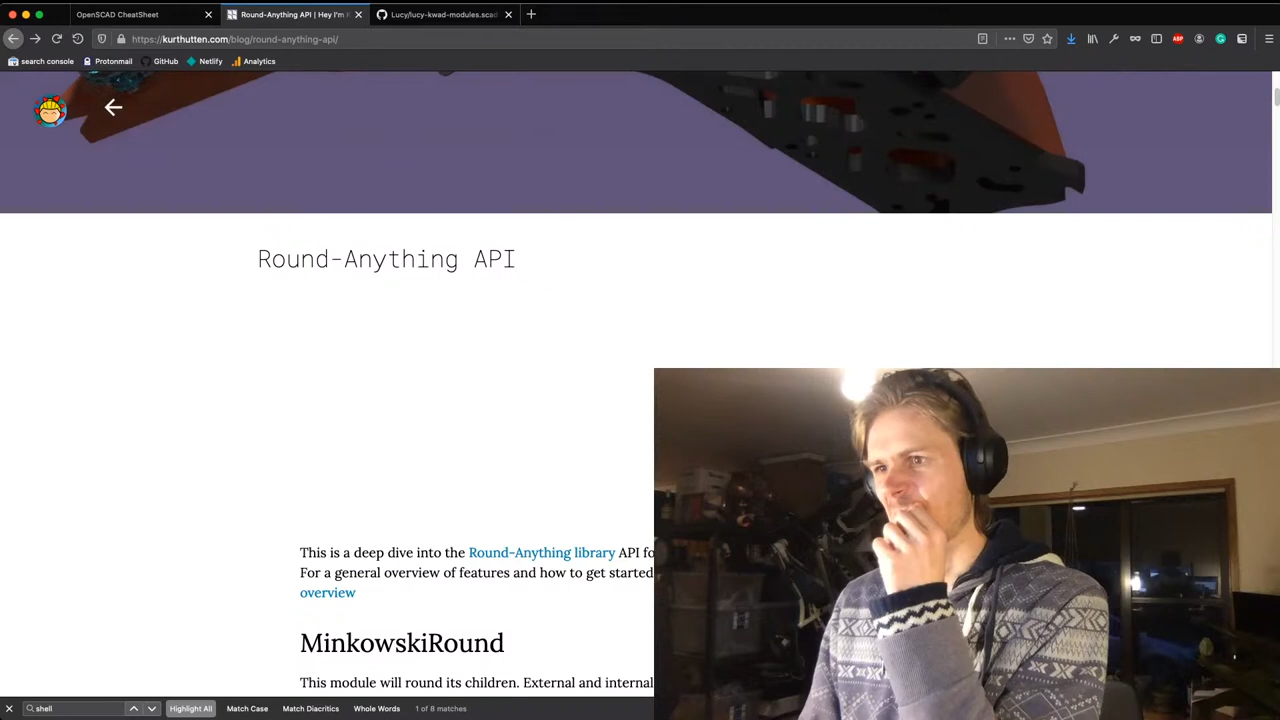 OpenSCAD CheatSheet
Round-Anything API | Hey I'm K
Lucy/lucy-kwad-modules.scad
https://kurthutten.com/blog/round-anything-api/
search console
Protonmail
GitHub
Netlify
Analytics
ABP
Round-Anything API
This is a deep dive into the Round-Anything library API fo
For a general overview of features and how to get started
overview
MinkowskiRound
This module will round its children. External and internal
shell
Highlight All
Match Case
Match Diacritics
Whole Words
1 of 8 matches